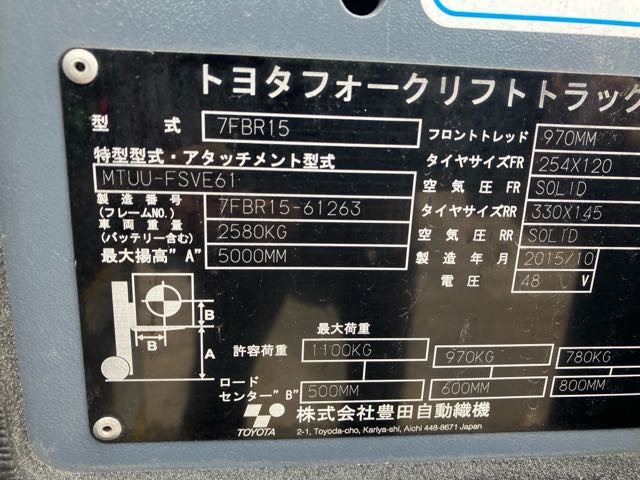 トヨタフォークリフトトラック
型式 7FBR15
特型型式・アタッチメント型式
MTUU-FSVE61
製造番号(フレームNO.) 7FBR15-61263
車両重量(バッテリー含む) 2580KG
最大揚高"A" 5000MM
フロントトレッド 970MM
タイヤサイズFR 254X120
空気圧FR SOLID
タイヤサイズRR 330X145
空気圧RR SOLID
製造年月 2015/10
電圧 48 V
B
B
A
最大荷重
許容荷重 1100KG 970KG 780KG
ロードセンター"B" 500MM 600MM 800MM
TOYOTA
株式会社豊田自動織機
2-1, Toyoda-cho, Kariya-shi, Aichi 448-8671 Japan